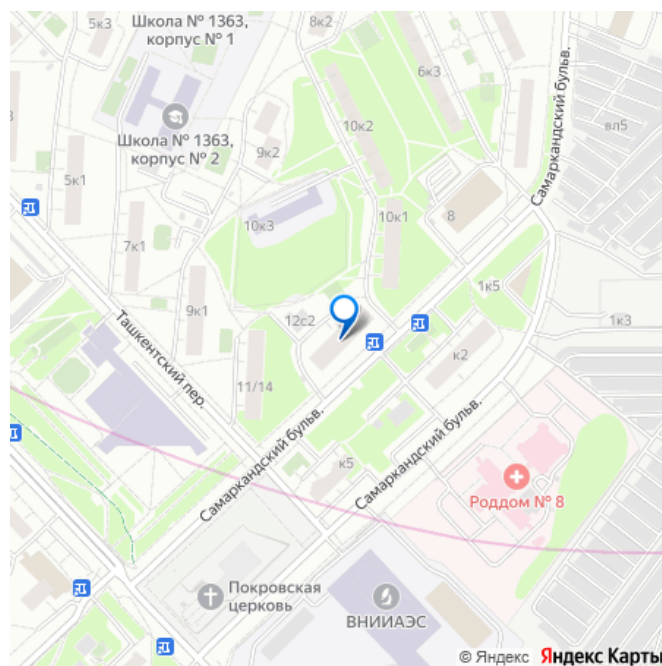 5к3
Школа № 1363,
корпус № 1
8к2
6к3
Самаркандский бульв.
вл5
10к2
Школа № 1363,
корпус № 2
9к2
5к1
10к3
10к1
8
7к1
1к5
9к1
Ташкентский пер.
12с2
1к3
к2
11/14
Самаркандский бульв.
Самаркандский бульв.
к5
Роддом № 8
Покровская
церковь
ВНИИАЭС
© Яндекс Яндекс Карты